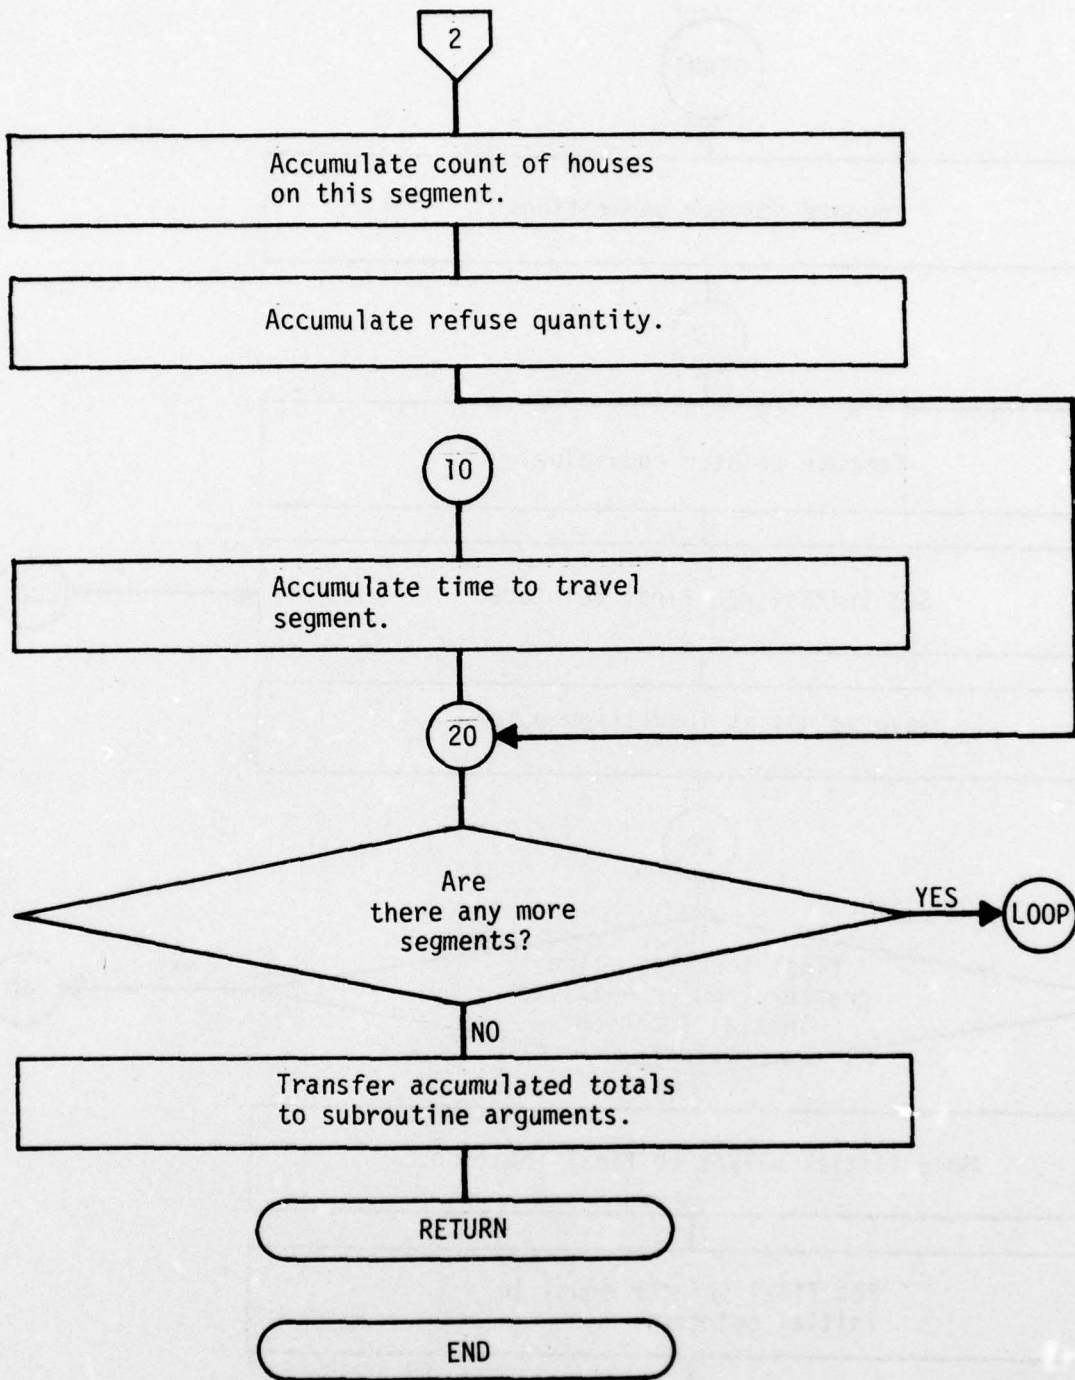 2
Accumulate count of houses
on this segment.
Accumulate refuse quantity.
10
Accumulate time to travel
segment.
20
Are
there any more
segments?
YES
LOOP
NO
Transfer accumulated totals
to subroutine arguments.
RETURN
END